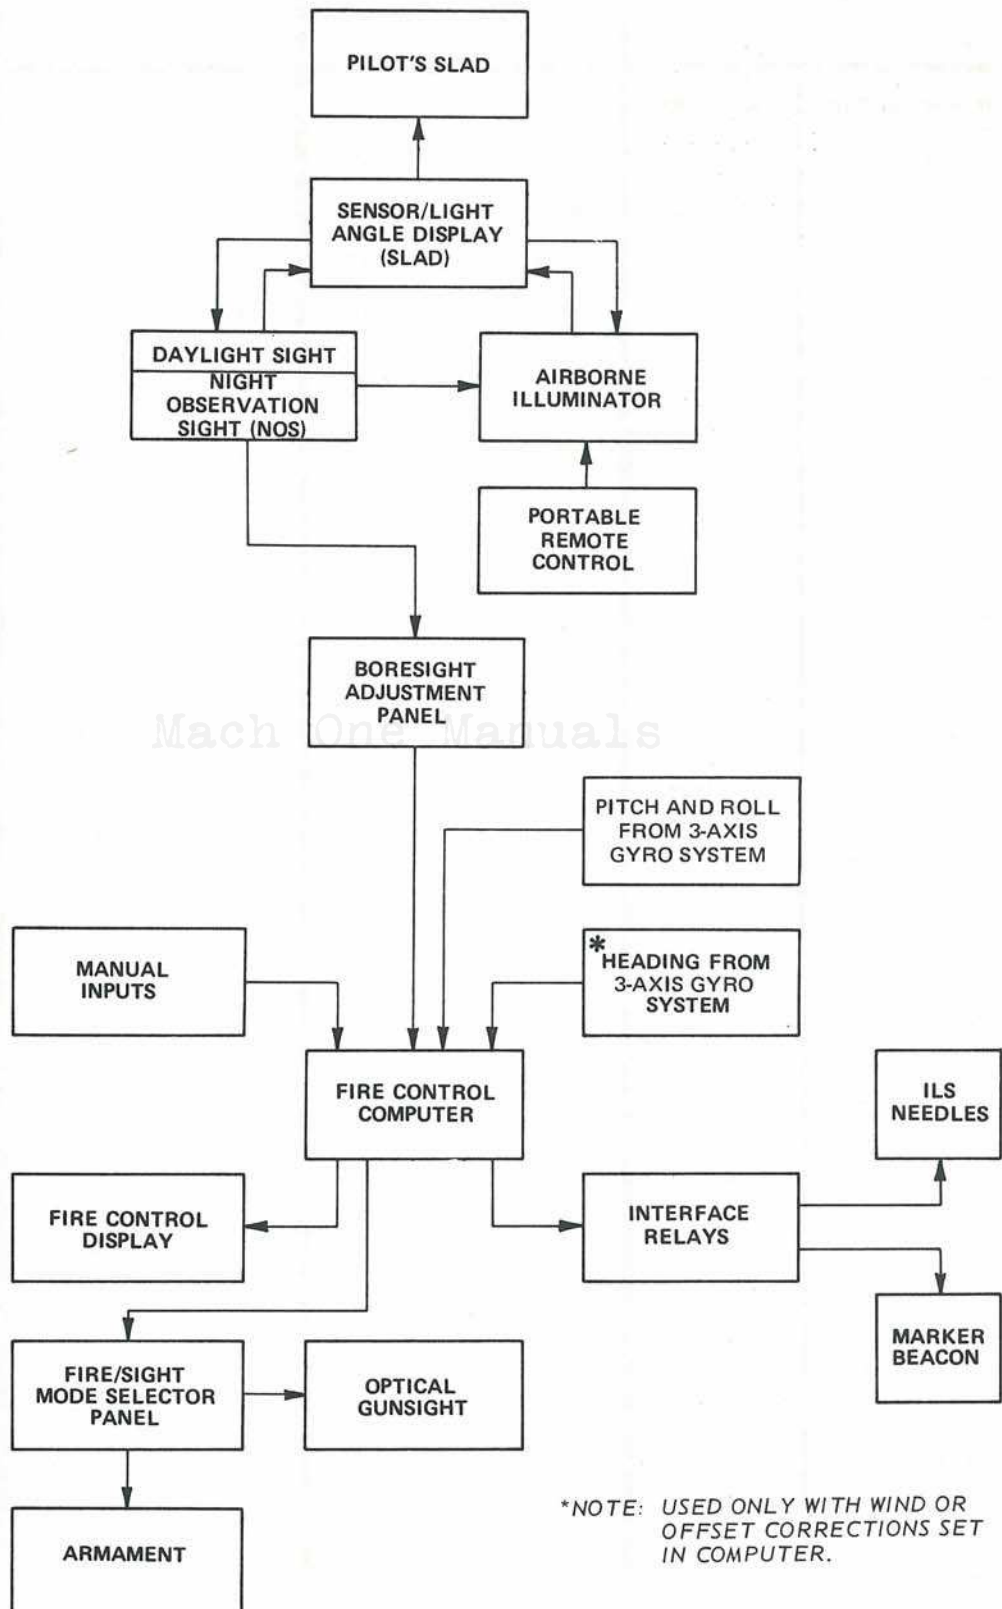 PILOT'S SLAD
SENSOR/LIGHT
ANGLE DISPLAY
(SLAD)
DAYLIGHT SIGHT
NIGHT
OBSERVATION
SIGHT (NOS)
AIRBORNE
ILLUMINATOR
PORTABLE
REMOTE
CONTROL
BORESIGHT
ADJUSTMENT
PANEL
Mach One Manuals
PITCH AND ROLL
FROM 3-AXIS
GYRO SYSTEM
MANUAL
INPUTS
*HEADING FROM
3-AXIS GYRO
SYSTEM
FIRE CONTROL
COMPUTER
ILS
NEEDLES
FIRE CONTROL
DISPLAY
INTERFACE
RELAYS
MARKER
BEACON
FIRE/SIGHT
MODE SELECTOR
PANEL
OPTICAL
GUNSIGHT
ARMAMENT
*NOTE: USED ONLY WITH WIND OR
OFFSET CORRECTIONS SET
IN COMPUTER.